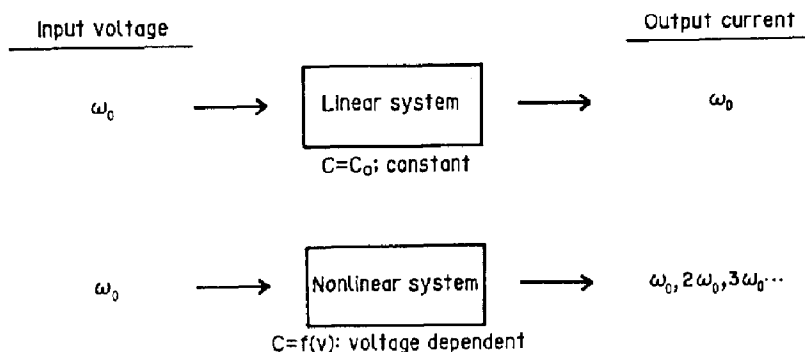 Input voltage
Output current
ω₀
Linear system
ω₀
C=C₀; constant
ω₀
Nonlinear system
ω₀, 2ω₀, 3ω₀⋯
C=f(v): voltage dependent